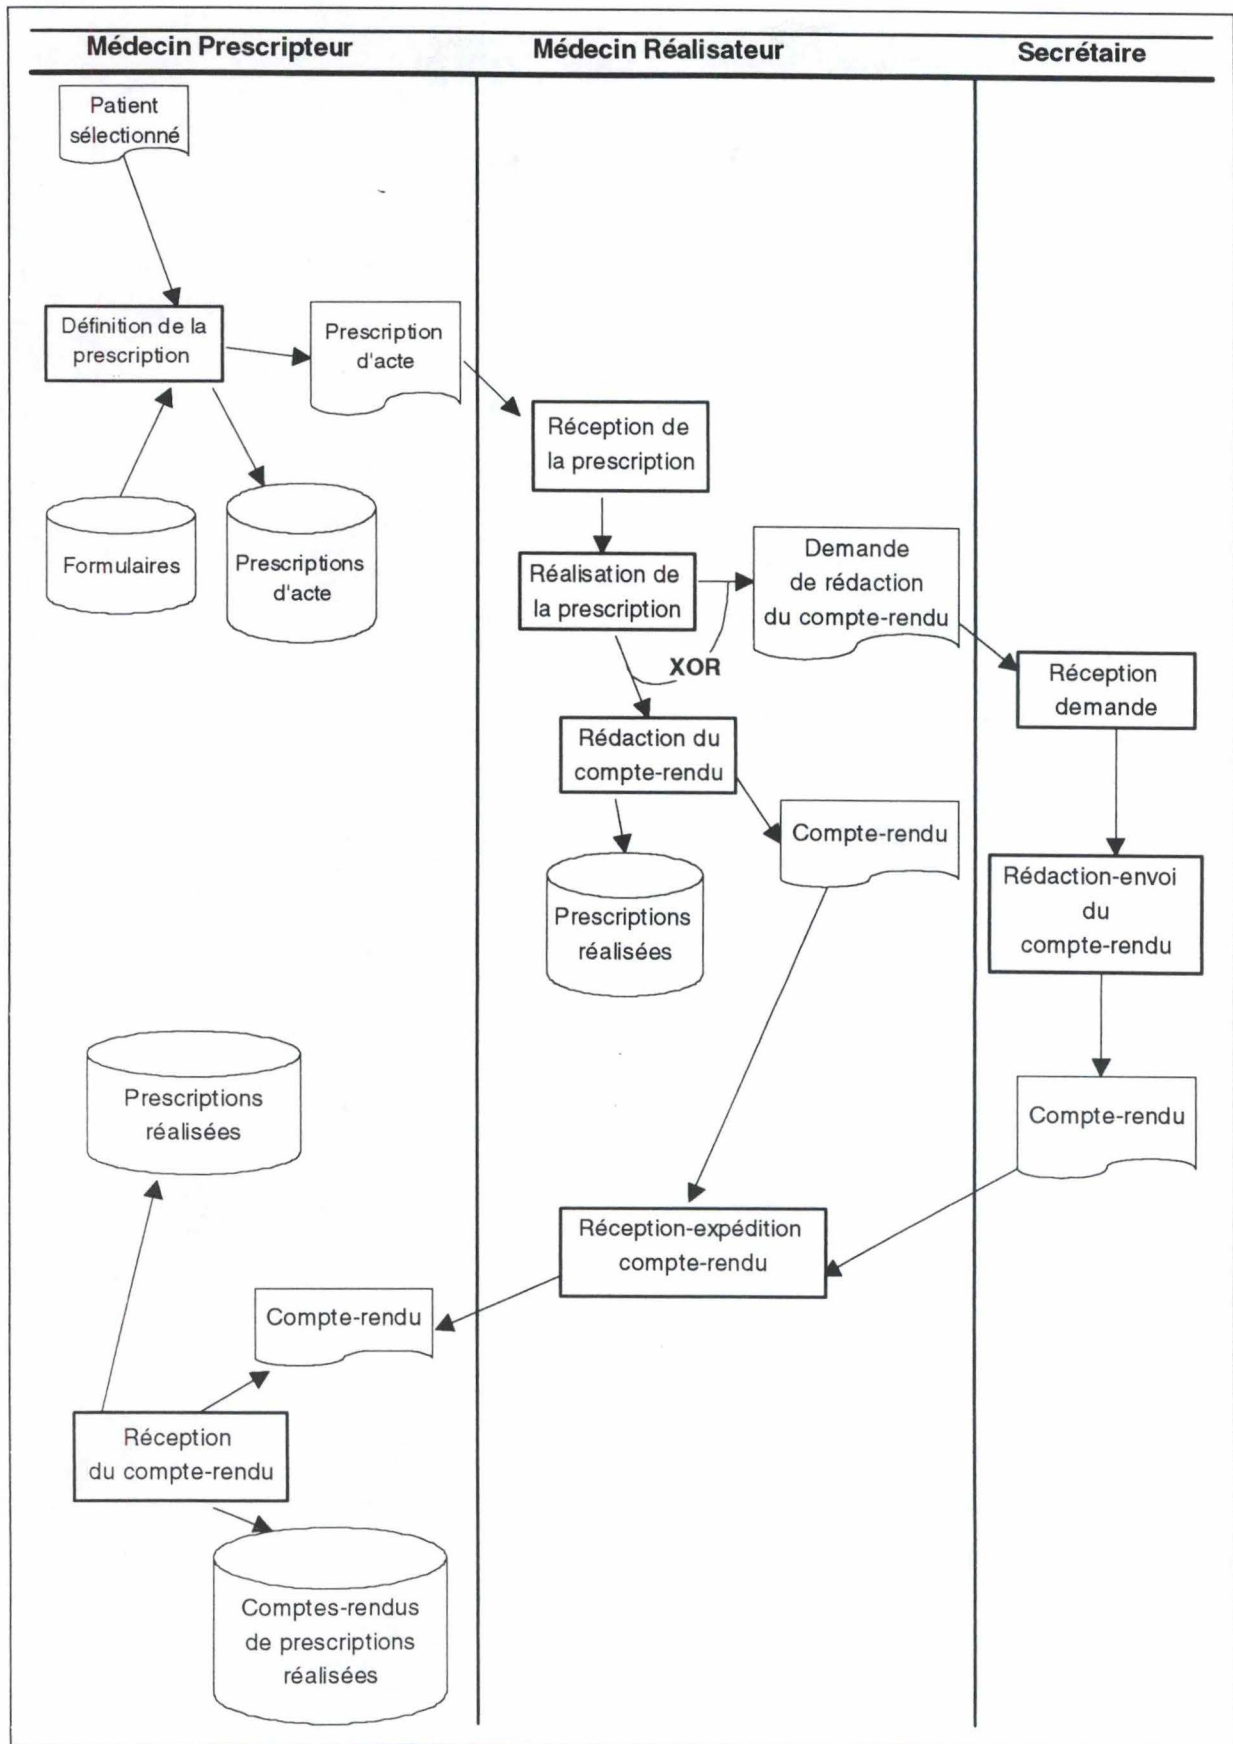 Médecin Prescripteur
Médecin Réalisateur
Secrétaire
Patient
sélectionné
Définition de la
prescription
Prescription
d'acte
Réception de
la prescription
Formulaires
Prescriptions
d'acte
Réalisation de
la prescription
Demande
de rédaction
du compte-rendu
XOR
Réception
demande
Rédaction du
compte-rendu
Compte-rendu
Prescriptions
réalisées
Rédaction-envoi
du
compte-rendu
Prescriptions
réalisées
Compte-rendu
Réception-expédition
compte-rendu
Compte-rendu
Réception
du compte-rendu
Comptes-rendus
de prescriptions
réalisées